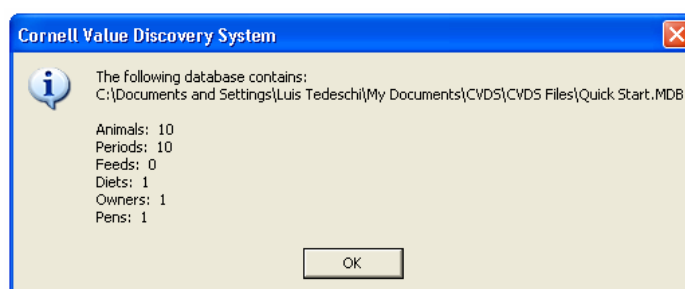 Cornell Value Discovery System
The following database contains:
C:\Documents and Settings\Luis Tedeschi\My Documents\CVDS\CVDS Files\Quick Start.MDB
Animals: 10
Periods: 10
Feeds: 0
Diets: 1
Owners: 1
Pens: 1
OK